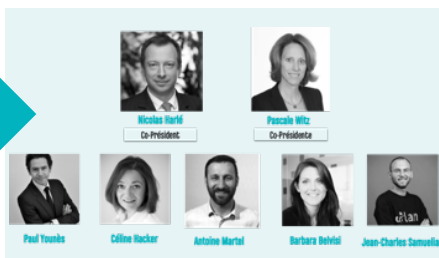 Nicolas Harlé
Pascale Witz
Co-Président
Co-Présidente
Paul Younès
Céline Hacker
Antoine Martel
Barbara Belvisi
Jean-Charles Samuelia